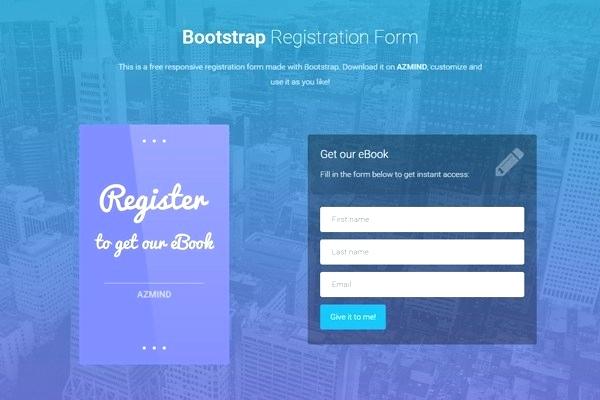 Bootstrap Registration Form
This is a free responsive registration form made with Bootstrap. Download it on AZMIND, customize and
use it as you like!
Register
to get our eBook
AZMIND
Get our eBook
Fill in the form below to get instant access:
First name
Last name
Email
Give it to me!